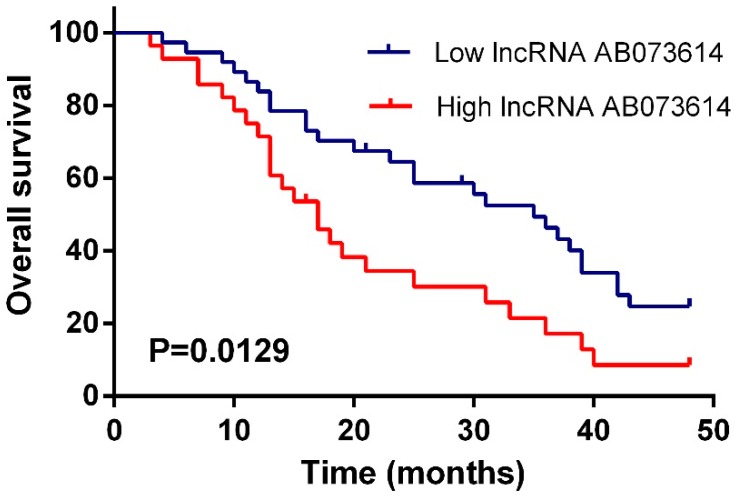 Overall survival
100
80
60
40
20
0
Low lncRNA AB073614
High lncRNA AB073614
P=0.0129
0 10 20 30 40 50
Time (months)